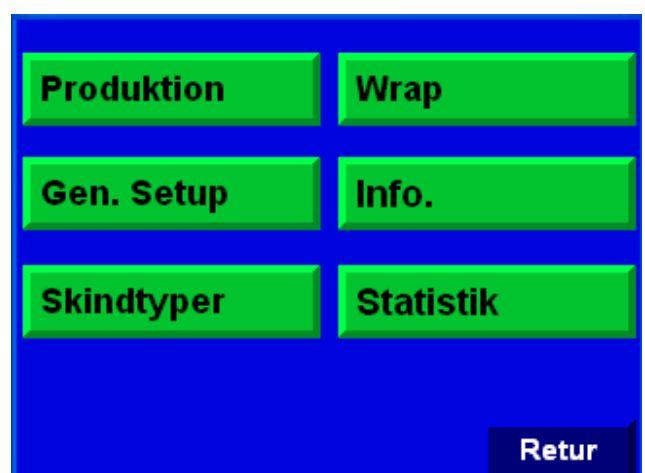 Produktion
Wrap
Gen. Setup
Info.
Skindtyper
Statistik
Retur